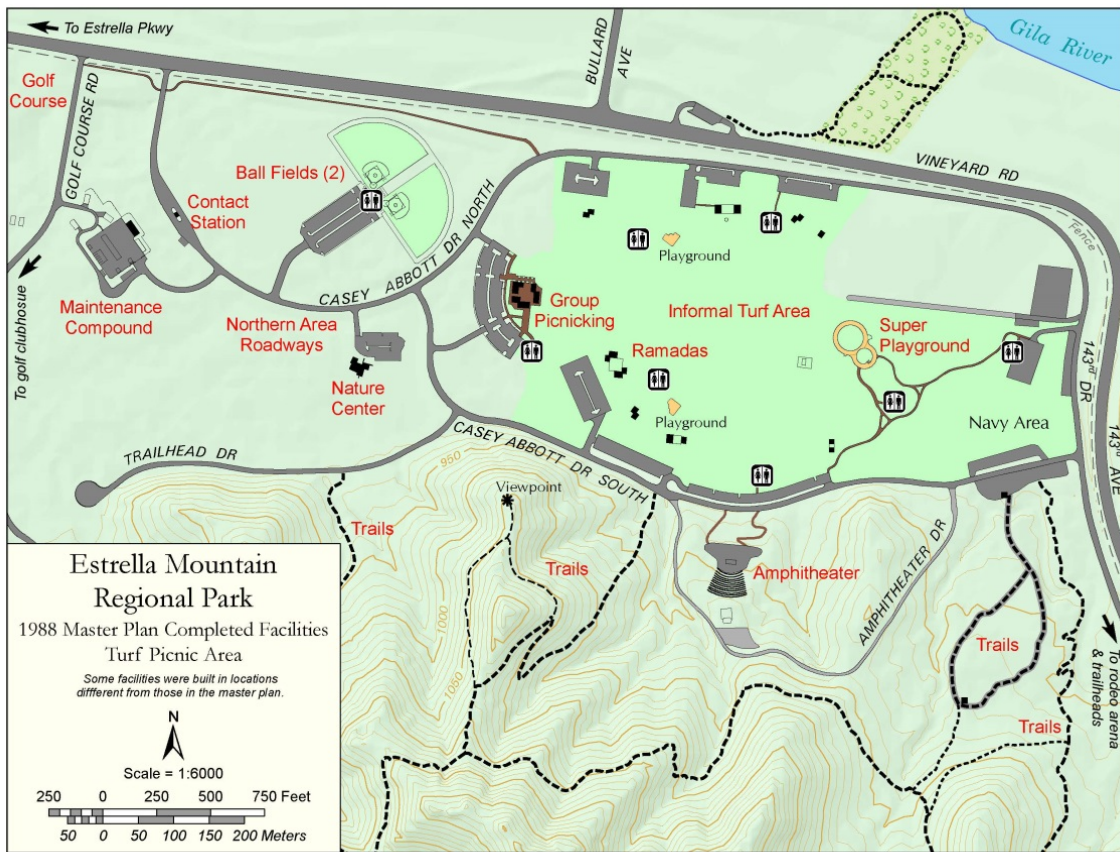 To Estrella Pkwy
Gila River
BULLARD
AVE
Golf
Course
GOLF COURSE RD
Ball Fields (2)
VINEYARD RD
Contact
Station
CASEY ABBOTT DR NORTH
Fence
Playground
Maintenance
Compound
Northern Area
Roadways
Group
Picnicking
Informal Turf Area
Super
Playground
To golf clubhosue
Nature
Center
Ramadas
143rd DR
Playground
Navy Area
TRAILHEAD DR
CASEY ABBOTT DR SOUTH
143rd AVE
950
Viewpoint
Trails
Trails
Amphitheater
AMPHITHEATER DR
1000
1050
Trails
Trails
To rodeo arena
& trailheads
Estrella Mountain
Regional Park
1988 Master Plan Completed Facilities
Turf Picnic Area
Some facilities were built in locations
diffferent from those in the master plan.
N
Scale = 1:6000
250 0 250 500 750 Feet
50 0 50 100 150 200 Meters